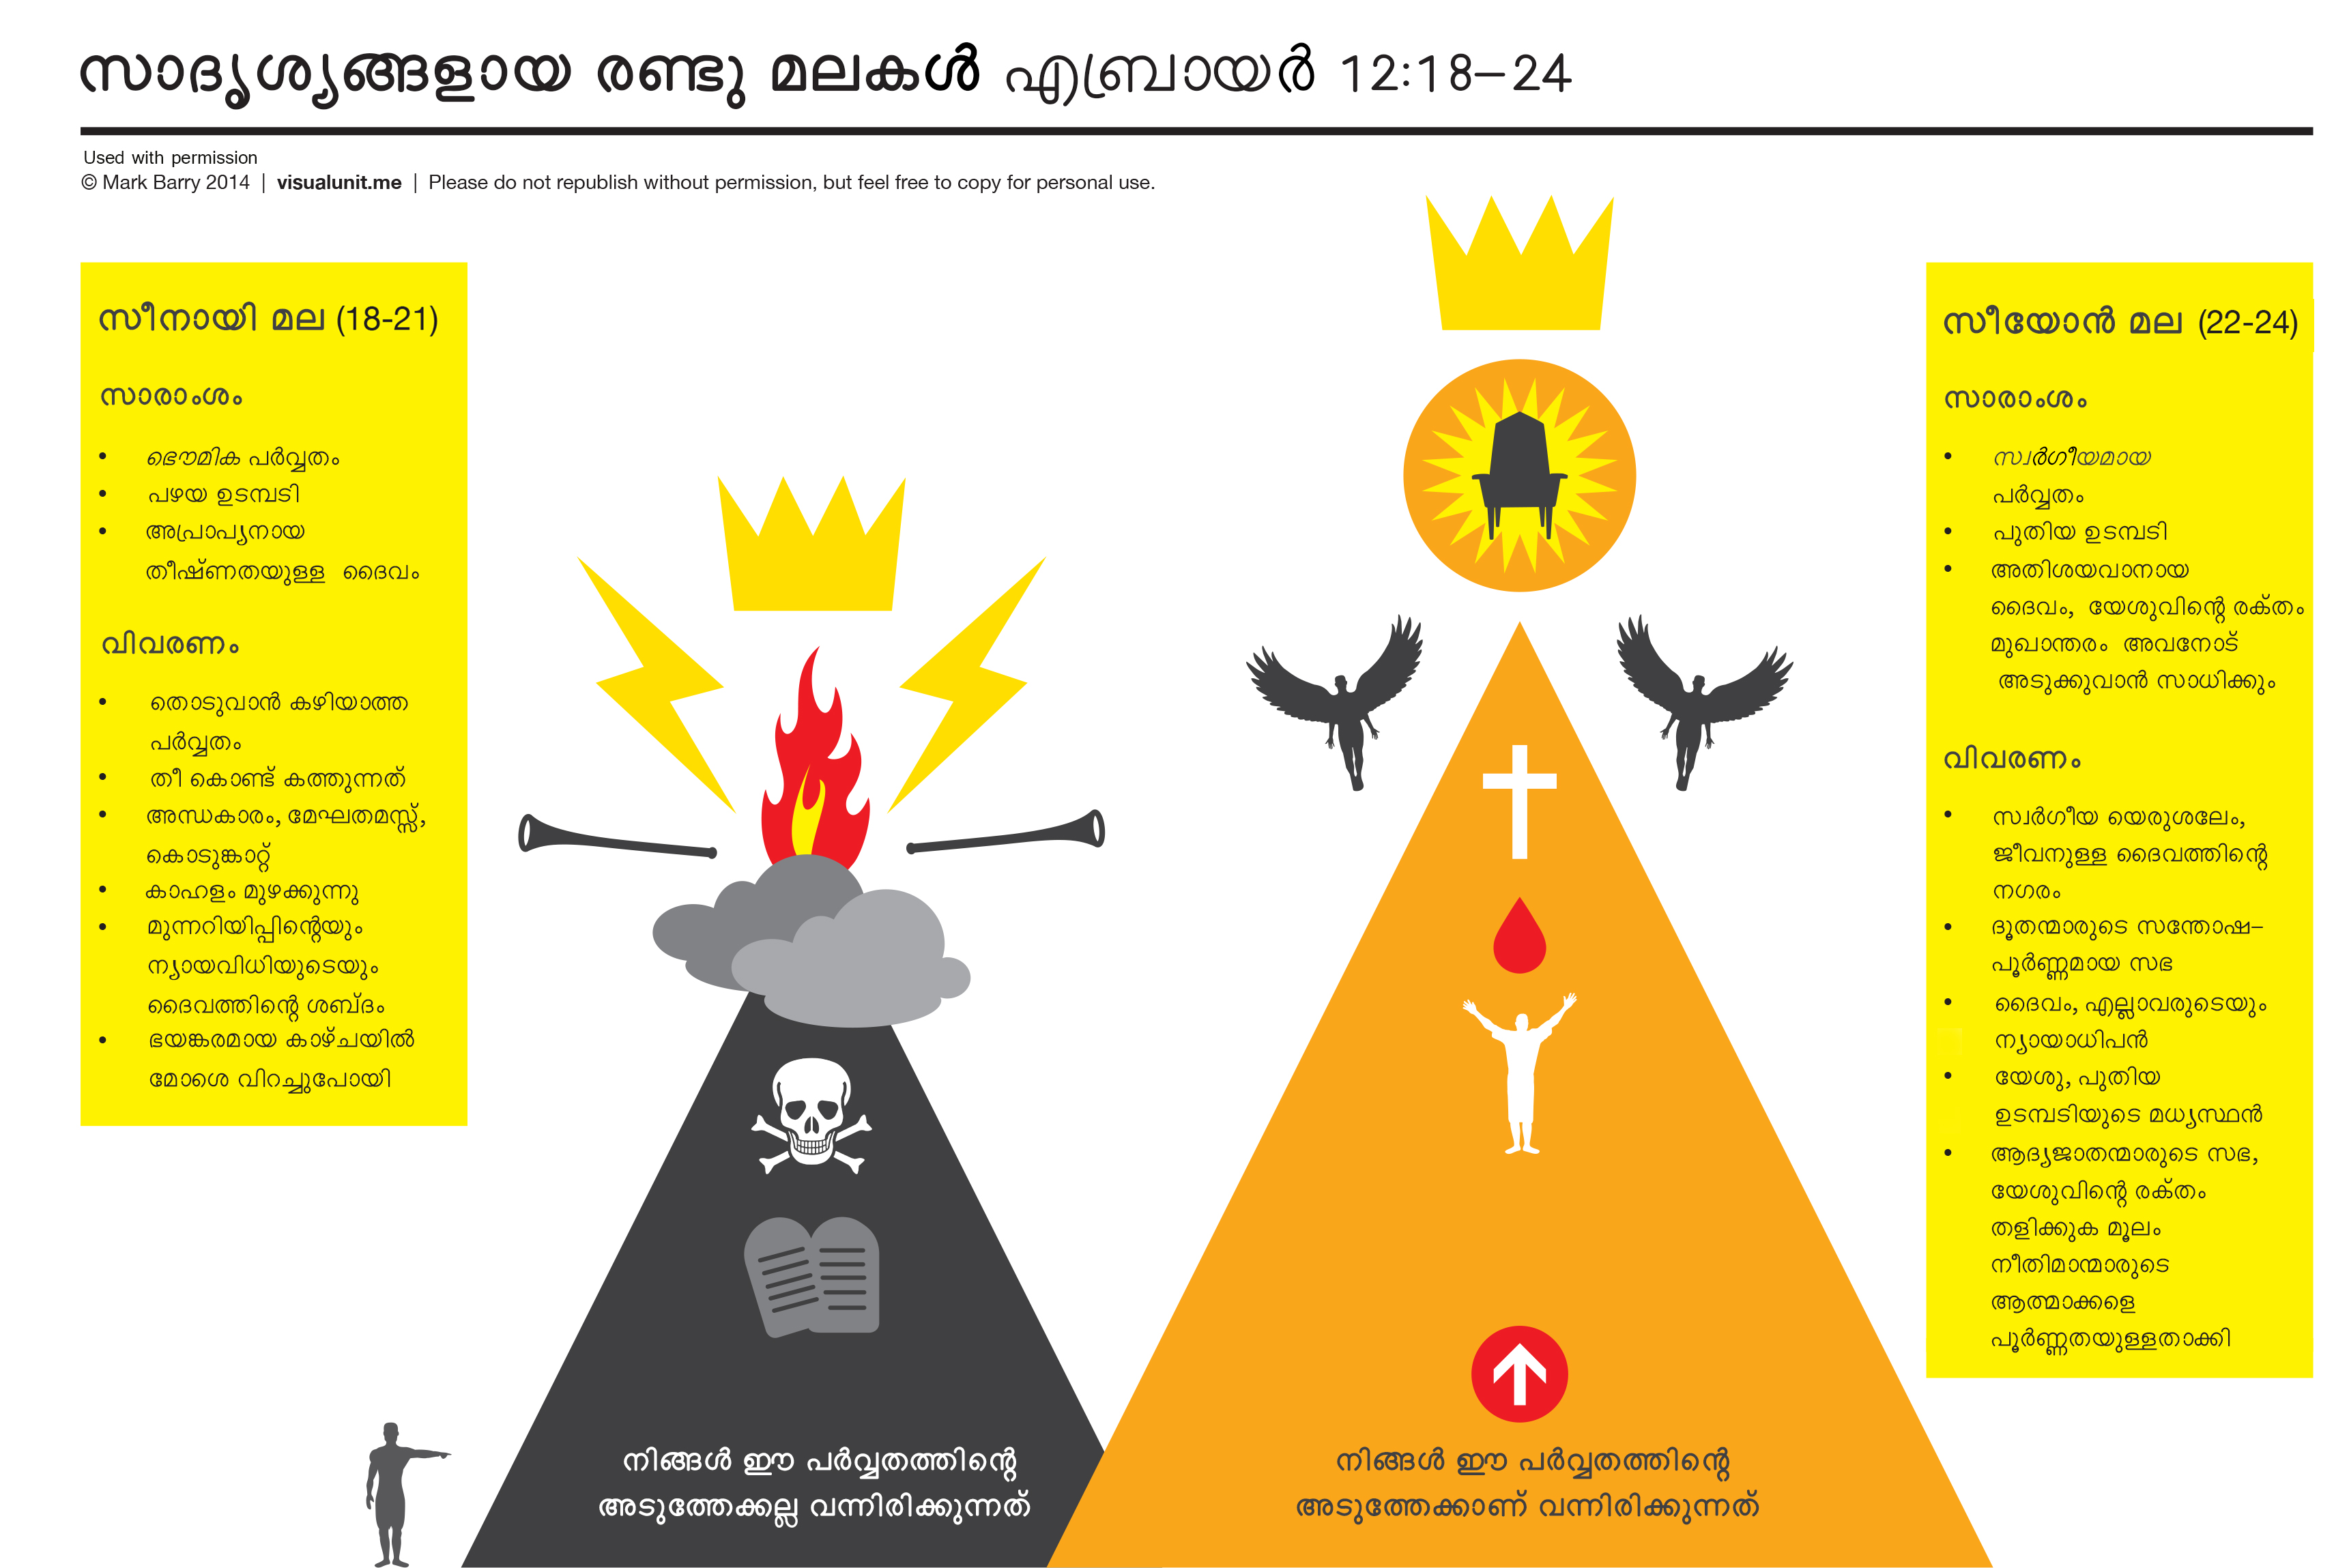 സാദൃശ്യങ്ങളായ രണ്ടു മലകൾ എബ്രായർ 12:18–24
Used with permission
© Mark Barry 2014 | visualunit.me | Please do not republish without permission, but feel free to copy for personal use.
സീനായി മല (18-21)
സാരാംശം
• ഭൌമിക പർവ്വതം
• പഴയ ഉടമ്പടി
• അപ്രാപ്യനായ
തീഷ്ണതയുള്ള ദൈവം
വിവരണം
• തൊടുവാൻ കഴിയാത്ത
പർവ്വതം
• തീ കൊണ്ട് കത്തുന്നത്
• അന്ധകാരം, മേഘതമസ്സ്,
കൊടുങ്കാറ്റ്
• കാഹളം മുഴക്കുന്നു
• മുന്നറിയിപ്പിന്റെയും
ന്യായവിധിയുടെയും
ദൈവത്തിന്റെ ശബ്ദം
• ഭയങ്കരമായ കാഴ്ചയിൽ
മോശെ വിറച്ചുപോയി
നിങ്ങൾ ഈ പർവ്വതത്തിന്റെ
അടുത്തേക്കല്ല വന്നിരിക്കുന്നത്
നിങ്ങൾ ഈ പർവ്വതത്തിന്റെ
അടുത്തേക്കാണ് വന്നിരിക്കുന്നത്
സീയോൻ മല (22-24)
സാരാംശം
• സ്വർഗീയമായ
പർവ്വതം
• പുതിയ ഉടമ്പടി
• അതിശയവാനായ
ദൈവം, യേശുവിന്റെ രക്തം
മുഖാന്തരം അവനോട്
അടുക്കുവാൻ സാധിക്കും
വിവരണം
• സ്വർഗീയ യെരുശലേം,
ജീവനുള്ള ദൈവത്തിന്റെ
നഗരം
• ദൂതന്മാരുടെ സന്തോഷ–
പൂർണ്ണമായ സഭ
• ദൈവം, എല്ലാവരുടെയും
ന്യായാധിപൻ
• യേശു, പുതിയ
ഉടമ്പടിയുടെ മധ്യസ്ഥൻ
• ആദ്യജാതന്മാരുടെ സഭ,
യേശുവിന്റെ രക്തം
തളിക്കുക മൂലം
നീതിമാന്മാരുടെ
ആത്മാക്കളെ
പൂർണ്ണതയുള്ളതാക്കി